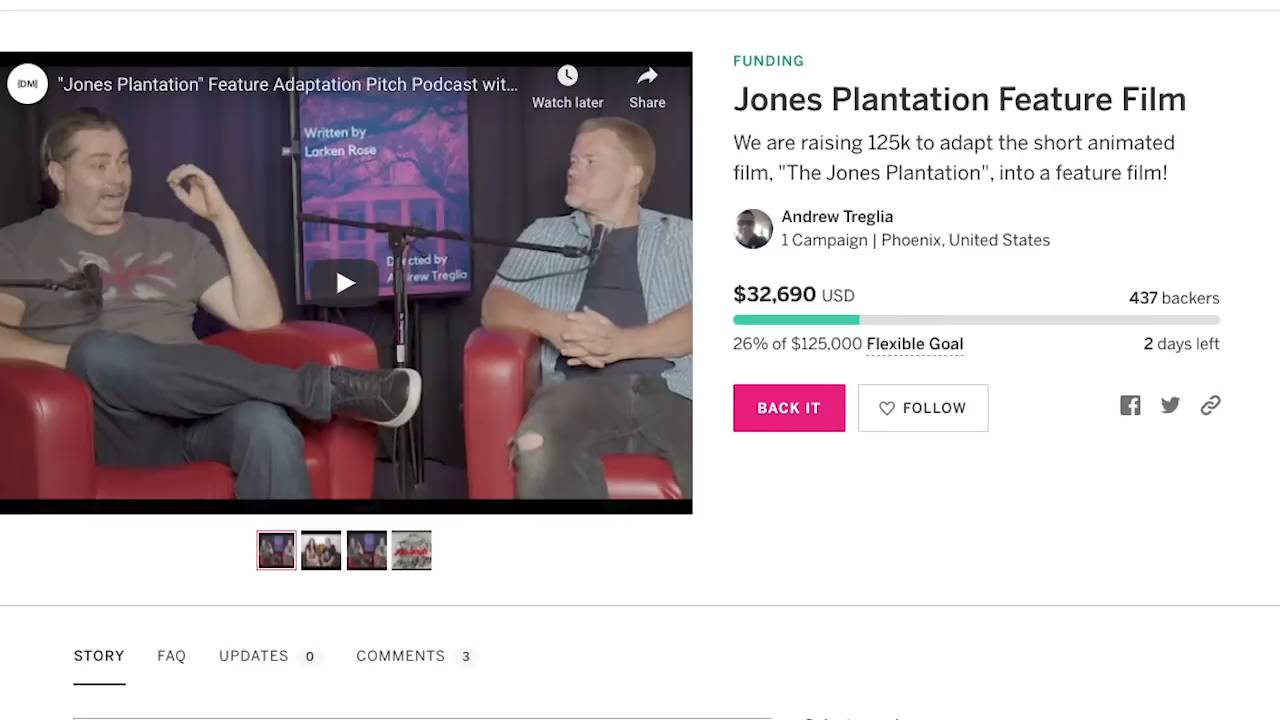 |DM|
"Jones Plantation" Feature Adaptation Pitch Podcast wit...
Watch later
Share
Written by
Larken Rose
Directed by
Andrew Treglia
FUNDING
Jones Plantation Feature Film
We are raising 125k to adapt the short animated
film, "The Jones Plantation", into a feature film!
Andrew Treglia
1 Campaign | Phoenix, United States
$32,690 USD
437 backers
26% of $125,000 Flexible Goal
2 days left
BACK IT
FOLLOW
STORY
FAQ
UPDATES 0
COMMENTS 3